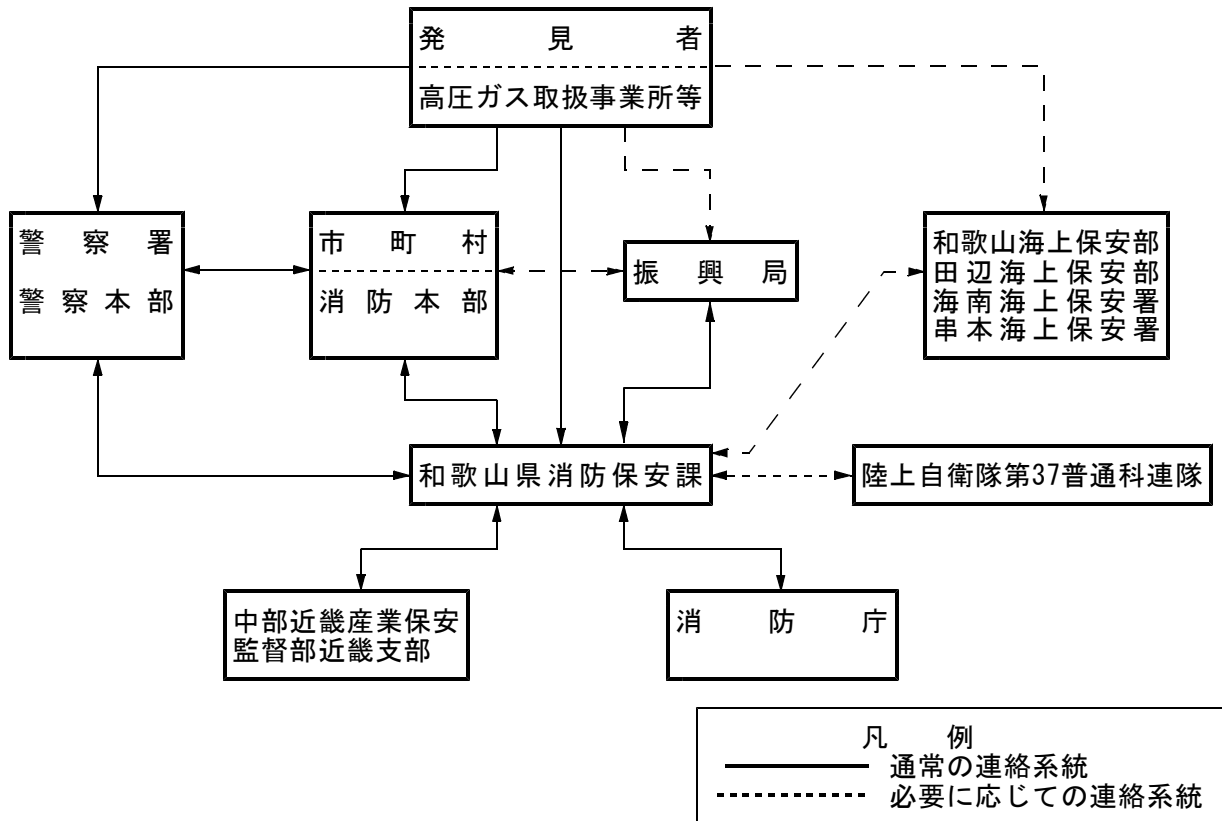 発見者
高圧ガス取扱事業所等
警察署
警察本部
市町村
消防本部
振興局
和歌山海上保安部
田辺海上保安部
海南海上保安署
串本海上保安署
和歌山県消防保安課
陸上自衛隊第37普通科連隊
中部近畿産業保安
監督部近畿支部
消防庁
凡例
通常の連絡系統
必要に応じての連絡系統